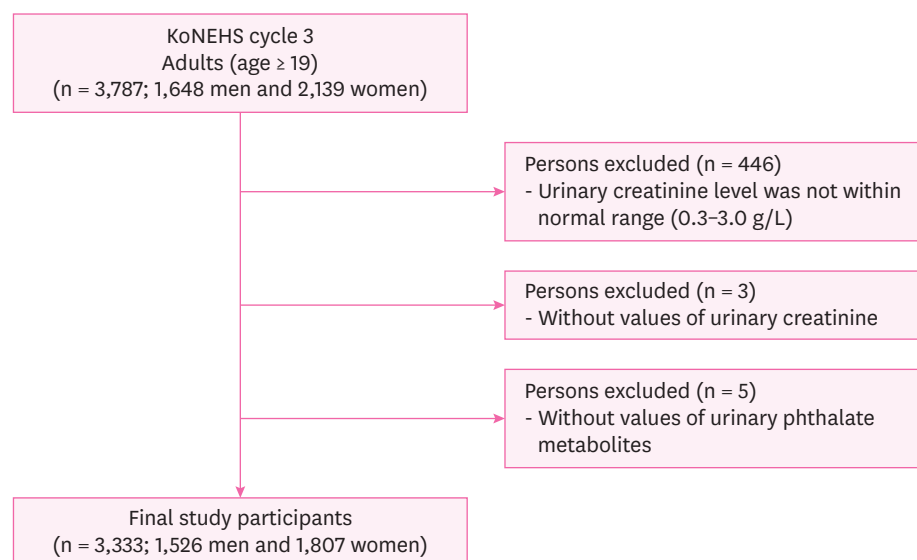 KoNEHS cycle 3
Adults (age ≥ 19)
(n = 3,787; 1,648 men and 2,139 women)
Persons excluded (n = 446)
- Urinary creatinine level was not within
normal range (0.3–3.0 g/L)
Persons excluded (n = 3)
- Without values of urinary creatinine
Persons excluded (n = 5)
- Without values of urinary phthalate
metabolites
Final study participants
(n = 3,333; 1,526 men and 1,807 women)